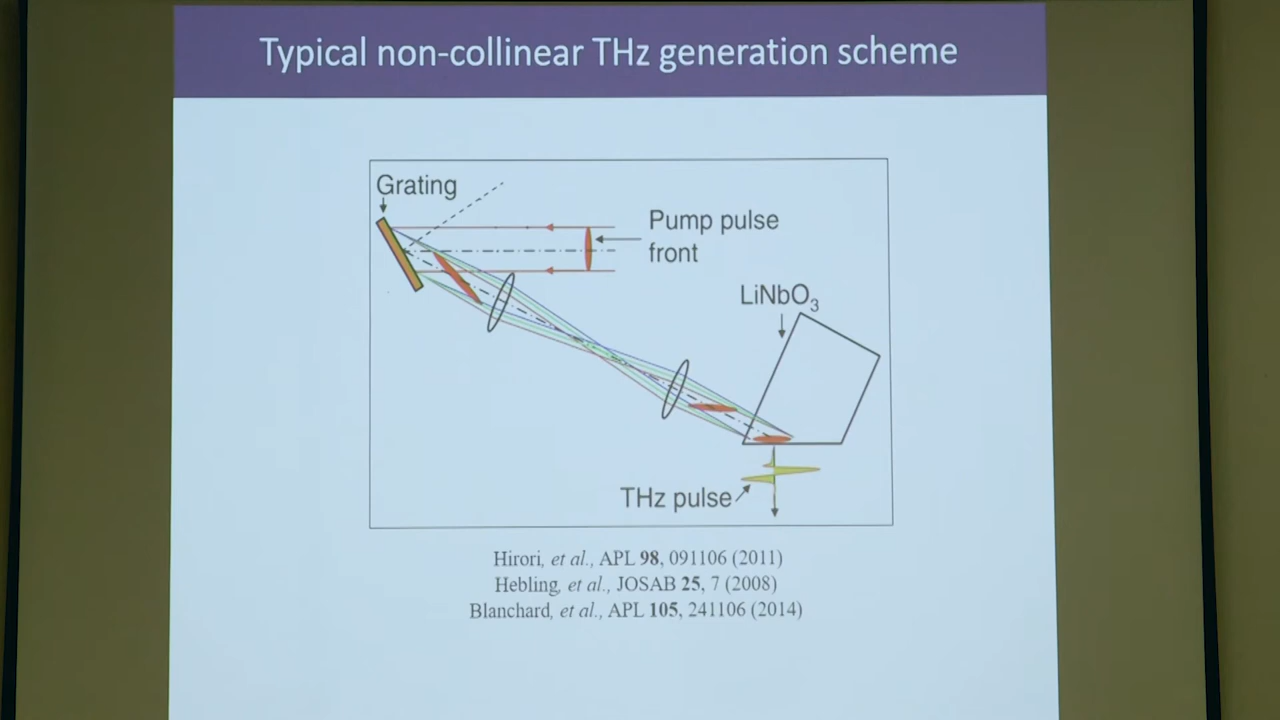 Typical non-collinear THz generation scheme
Grating
Pump pulse
front
LiNbO3
THz pulse
Hirori, et al., APL 98, 091106 (2011)
Hebling, et al., JOSAB 25, 7 (2008)
Blanchard, et al., APL 105, 241106 (2014)